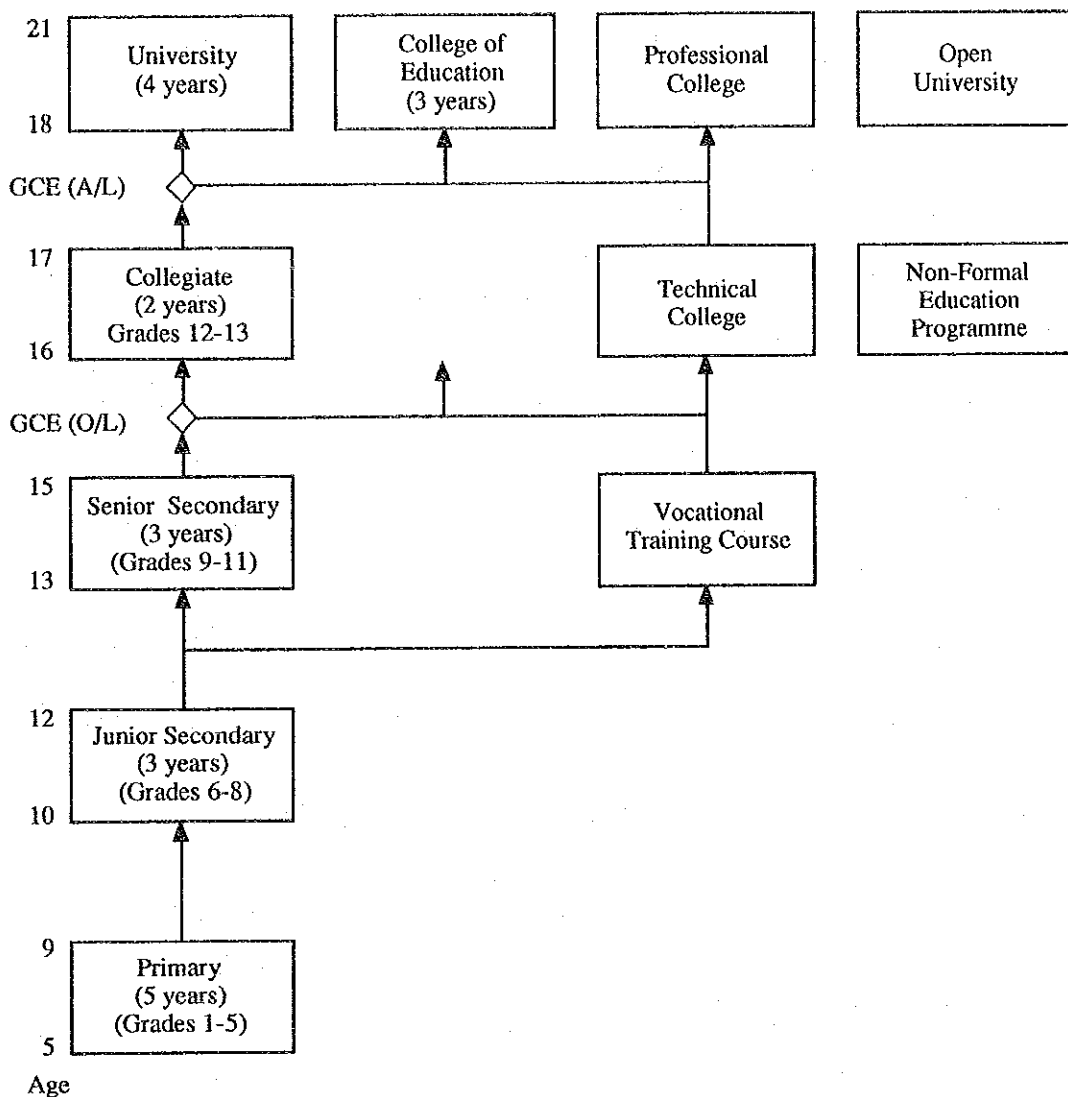 21
University
(4 years)
18
College of
Education
(3 years)
Professional
College
Open
University
GCE (A/L)
17
Collegiate
(2 years)
Grades 12-13
16
Technical
College
Non-Formal
Education
Programme
GCE (O/L)
15
Senior Secondary
(3 years)
(Grades 9-11)
13
Vocational
Training Course
12
Junior Secondary
(3 years)
(Grades 6-8)
10
9
Primary
(5 years)
(Grades 1-5)
5
Age